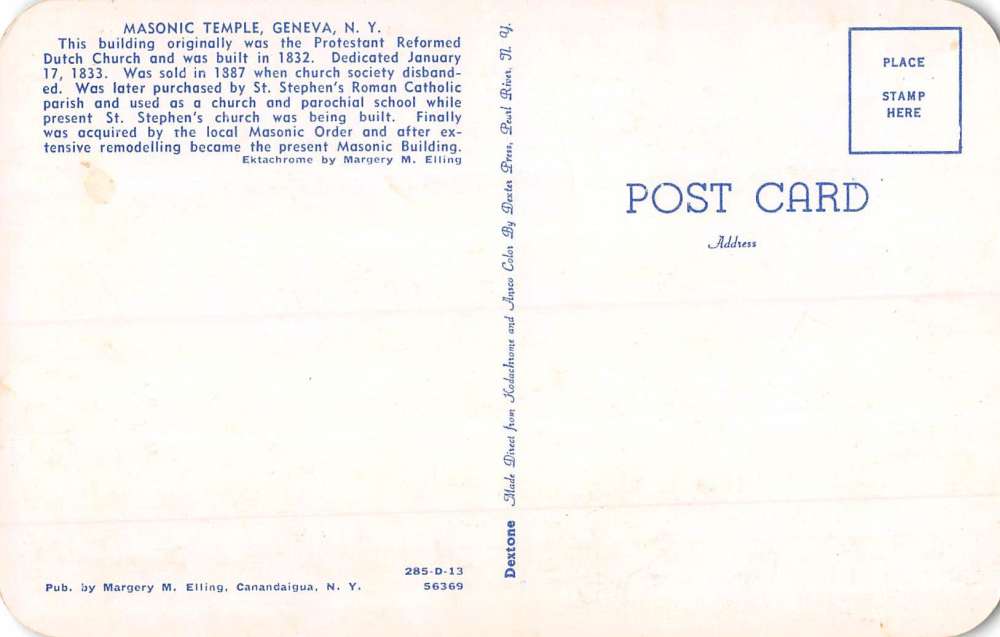 MASONIC TEMPLE, GENEVA, N. Y.
This building originally was the Protestant Reformed
Dutch Church and was built in 1832. Dedicated January
17, 1833. Was sold in 1887 when church society disband-
ed. Was later purchased by St. Stephen's Roman Catholic
parish and used as a church and parochial school while
present St. Stephen's church was being built. Finally
was acquired by the local Masonic Order and after ex-
tensive remodelling became the present Masonic Building.
Ektachrome by Margery M. Elling
285-D-13
Pub. by Margery M. Elling, Canandaigua, N. Y. 56369
Dextone Made Direct from Kodachrome and Ansco Color By Dexter Press, Pearl River, N. Y.
PLACE
STAMP
HERE
POST CARD
Address